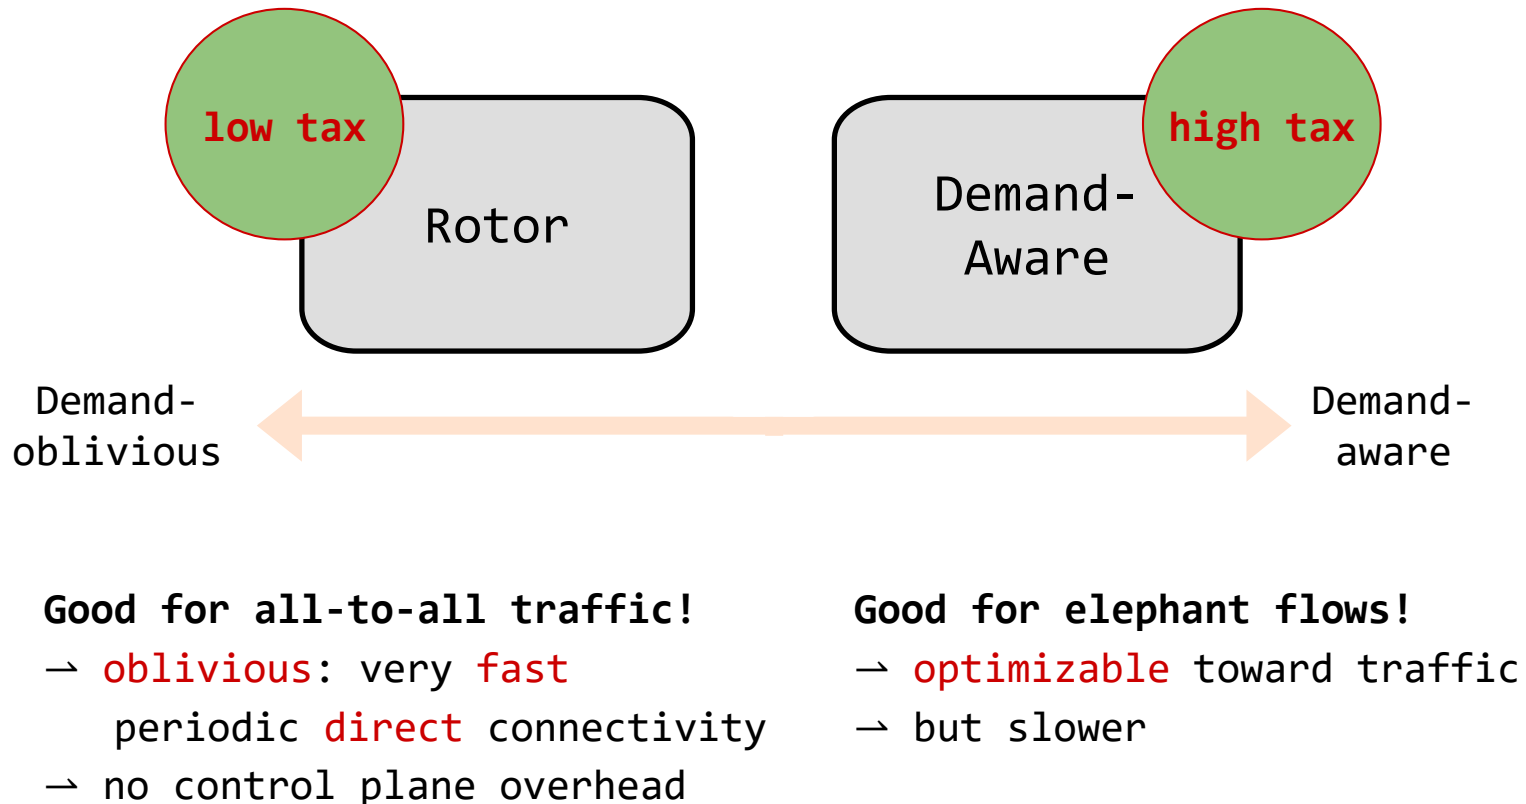 low tax
high tax
Rotor
Demand-
Aware
Demand-
oblivious
Demand-
aware
Good for all-to-all traffic!
→ oblivious: very fast
periodic direct connectivity
→ no control plane overhead
Good for elephant flows!
→ optimizable toward traffic
→ but slower